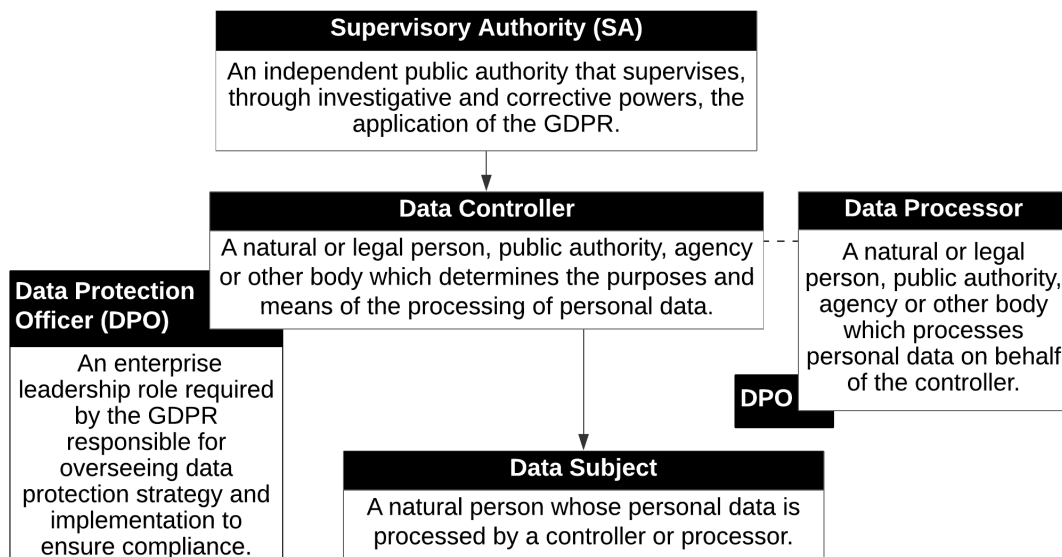 Supervisory Authority (SA)
An independent public authority that supervises,
through investigative and corrective powers, the
application of the GDPR.
Data Controller
A natural or legal person, public authority, agency
or other body which determines the purposes and
means of the processing of personal data.
Data Processor
A natural or legal
person, public authority,
agency or other body
which processes
personal data on behalf
of the controller.
Data Protection
Officer (DPO)
An enterprise
leadership role required
by the GDPR
responsible for
overseeing data
protection strategy and
implementation to
ensure compliance.
DPO
Data Subject
A natural person whose personal data is
processed by a controller or processor.